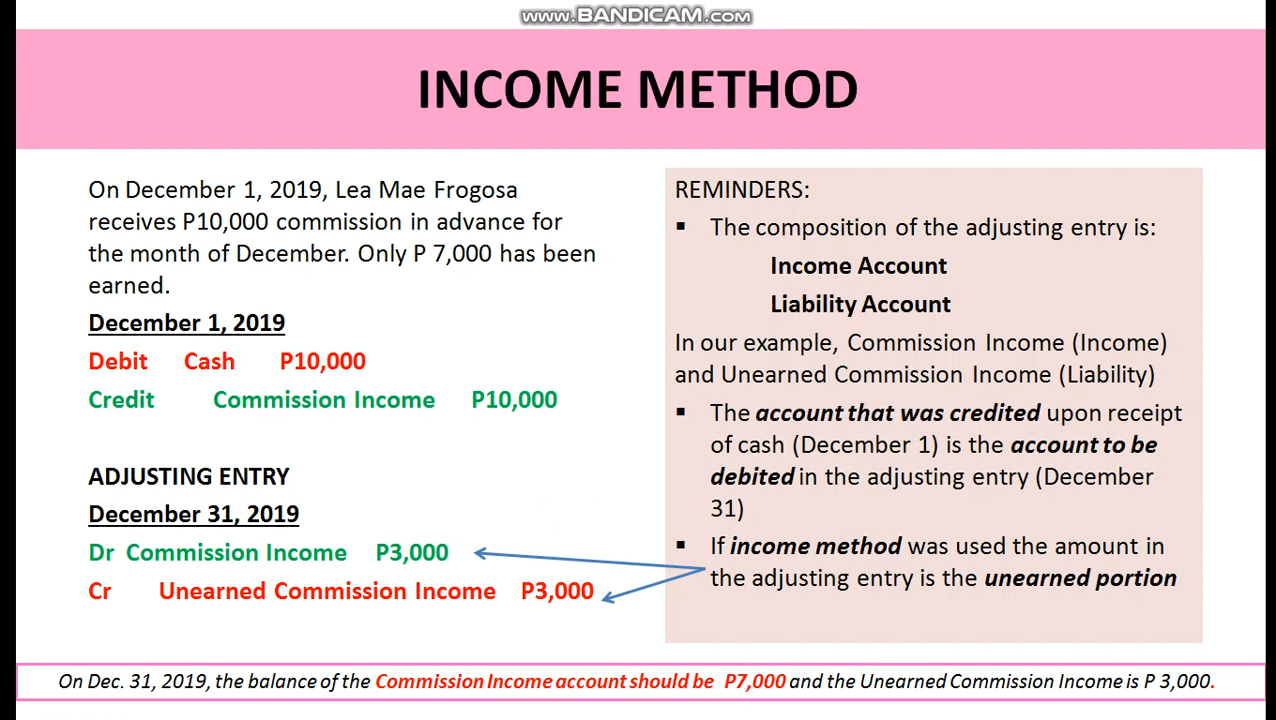 www.BANDICAM.com
INCOME METHOD
On December 1, 2019, Lea Mae Frogosa
receives P10,000 commission in advance for
the month of December. Only P 7,000 has been
earned.
December 1, 2019
Debit Cash P10,000
Credit Commission Income P10,000
ADJUSTING ENTRY
December 31, 2019
Dr Commission Income P3,000
Cr Unearned Commission Income P3,000
REMINDERS:
▪ The composition of the adjusting entry is:
Income Account
Liability Account
In our example, Commission Income (Income)
and Unearned Commission Income (Liability)
▪ The account that was credited upon receipt
of cash (December 1) is the account to be
debited in the adjusting entry (December
31)
▪ If income method was used the amount in
the adjusting entry is the unearned portion
On Dec. 31, 2019, the balance of the Commission Income account should be P7,000 and the Unearned Commission Income is P 3,000.